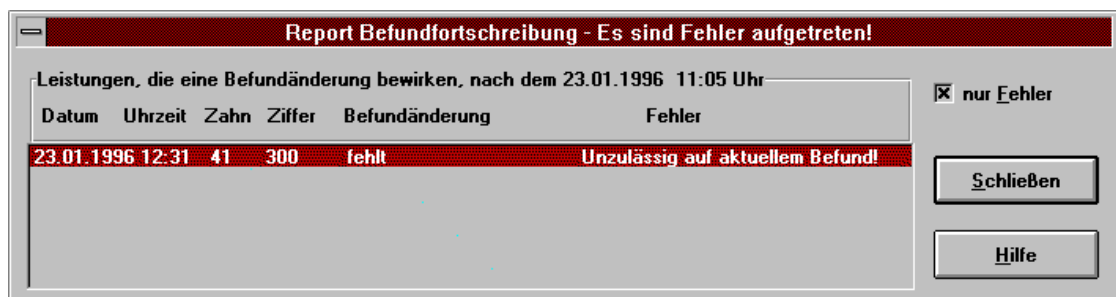 Report Befundfortschreibung - Es sind Fehler aufgetreten!
Leistungen, die eine Befundänderung bewirken, nach dem 23.01.1996 11:05 Uhr
nur Fehler
Datum Uhrzeit Zahn Ziffer Befundänderung Fehler
23.01.1996 12:31 41 300 fehlt Unzulässig auf aktuellem Befund!
Schließen
Hilfe